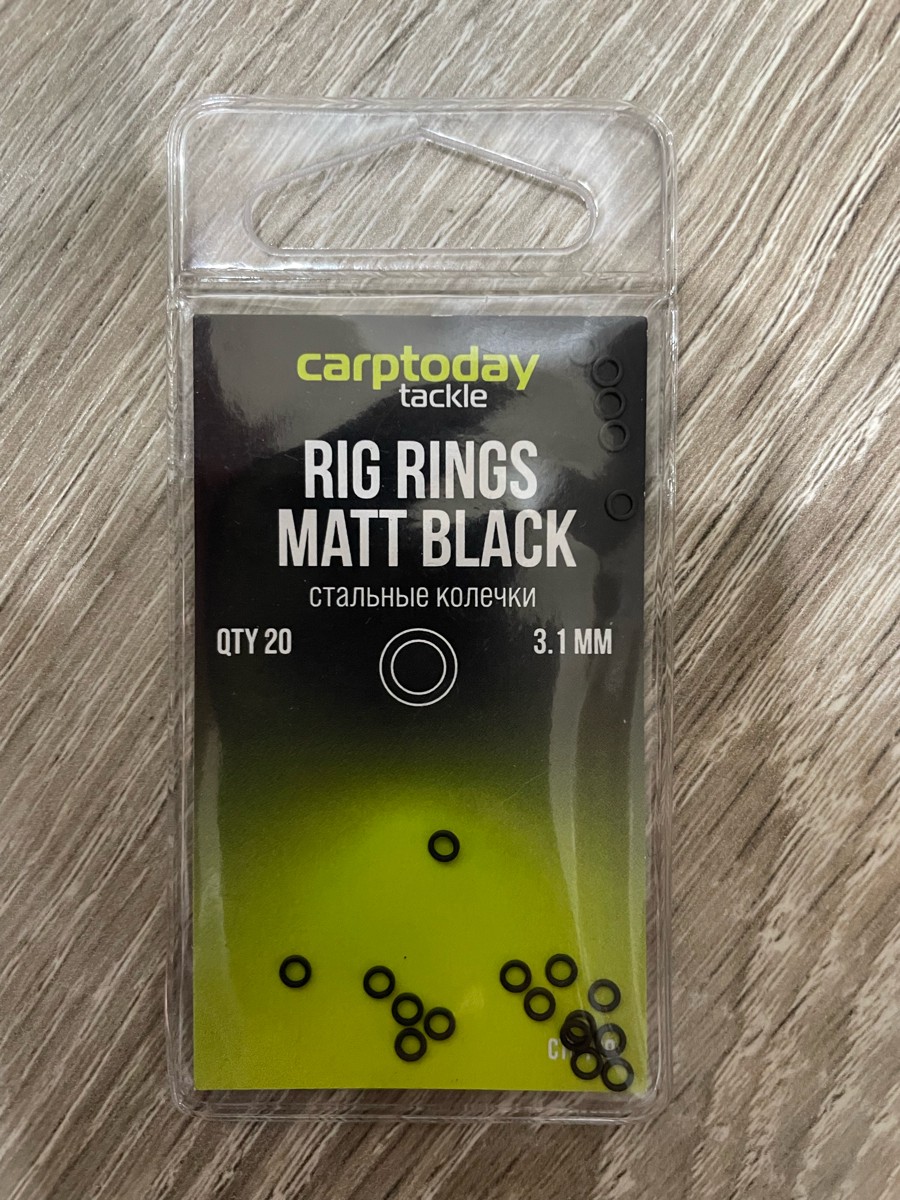 carptoday
tackle
RIG RINGS
MATT BLACK
стальные колечки
QTY 20
3.1 MM